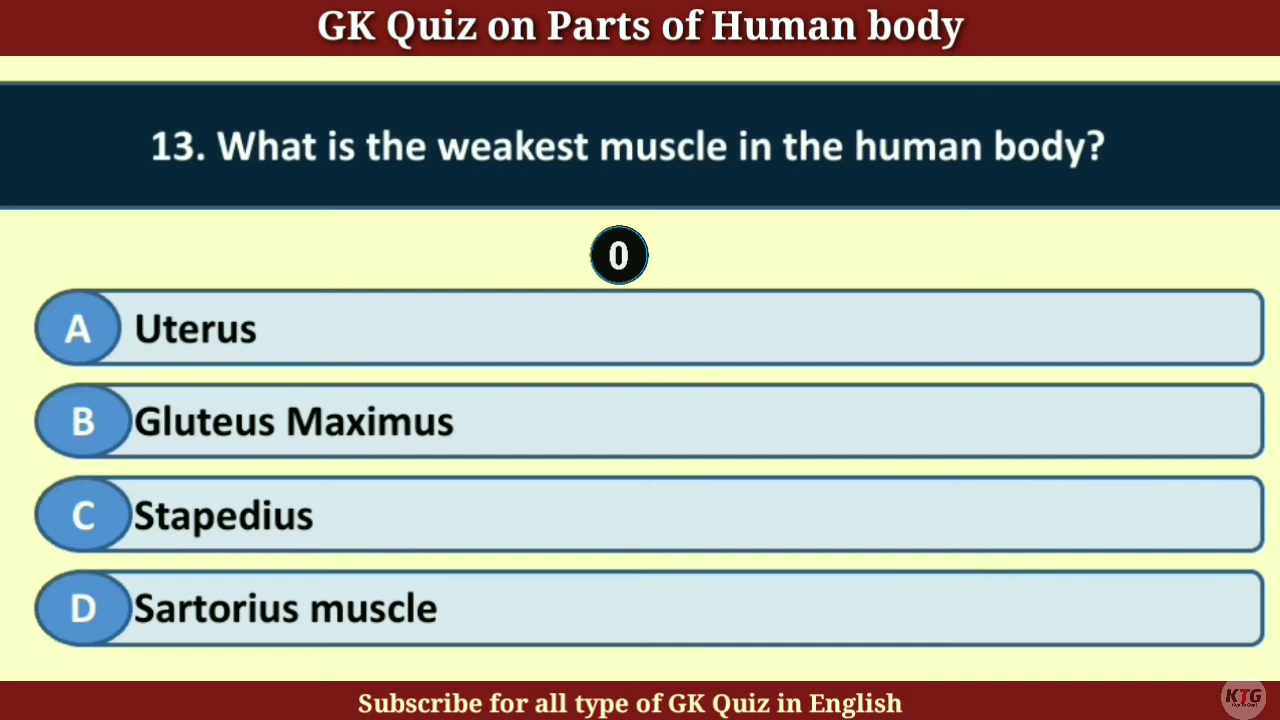 GK Quiz on Parts of Human body
13. What is the weakest muscle in the human body?
0
A Uterus
B Gluteus Maximus
C Stapedius
D Sartorius muscle
Subscribe for all type of GK Quiz in English
KTG